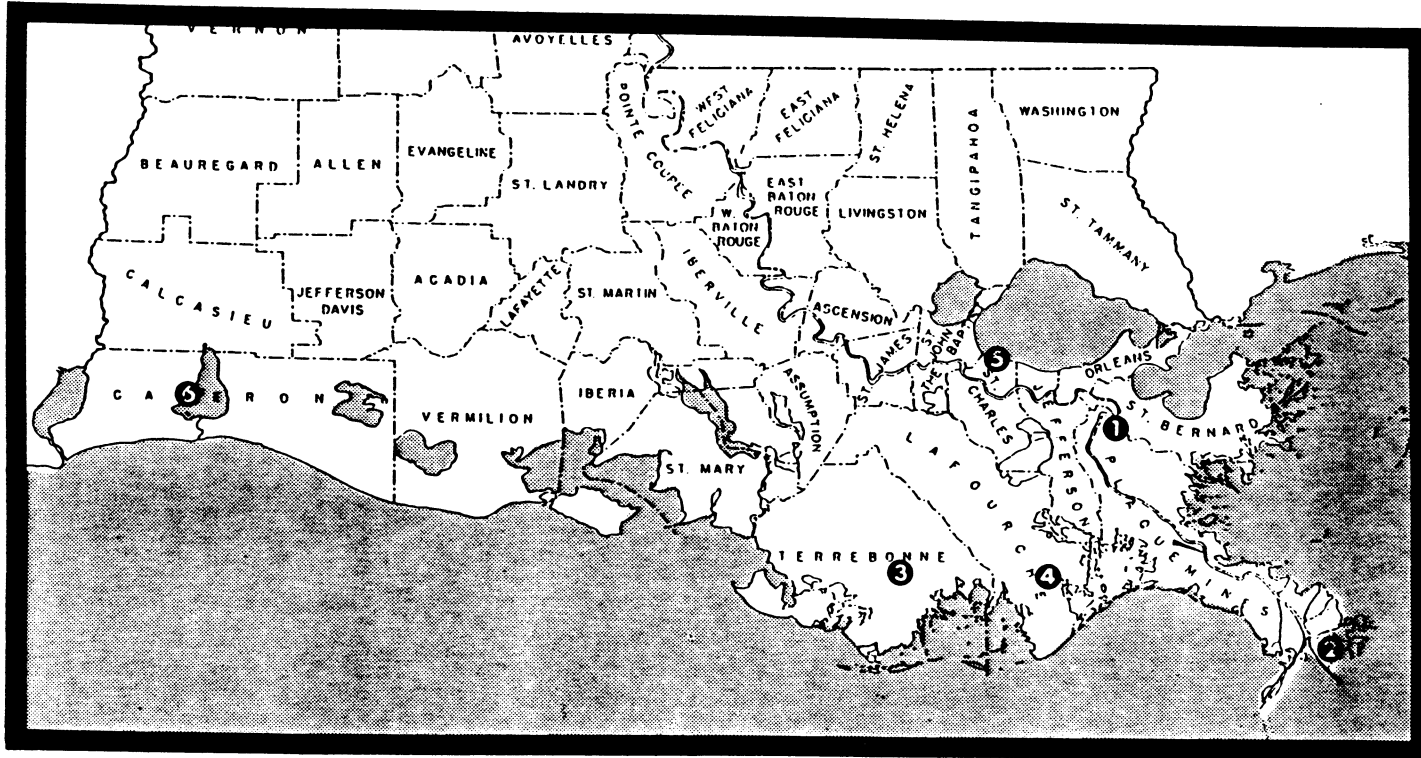 VERNON
AVOYELLES
POINTE COUPLE
WEST
FELICIANA
EAST
FELICIANA
ST. HELENA
TANGIPAHOA
WASHINGTON
BEAUREGARD
ALLEN
EVANGELINE
ST. LANDRY
EAST
BATON
ROUGE
W.
BATON
ROUGE
LIVINGSTON
ST. TAMMANY
CALCASIEU
JEFFERSON
DAVIS
ACADIA
LAFAYETTE
ST. MARTIN
IBERVILLE
ASCENSION
ST. JAMES
ST.
JOHN
THE
BAP
5
ST. CHARLES
ORLEANS
6
CAMERON
VERMILION
IBERIA
ASSUMPTION
JEFFERSON
ST. BERNARD
1
ST. MARY
LAFOURCHE
PLAQUEMINES
TERREBONNE
3
4
2